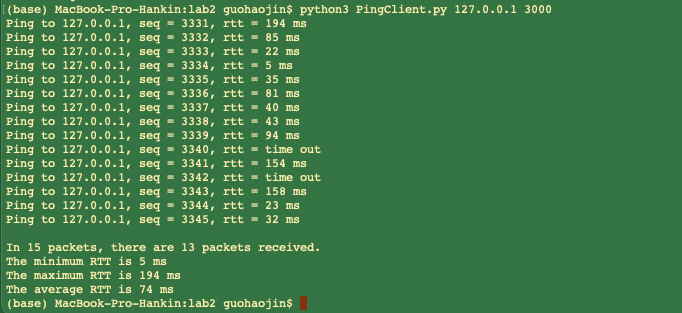 (base) MacBook-Pro-Hankin:lab2 guohaojin$ python3 PingClient.py 127.0.0.1 3000
Ping to 127.0.0.1, seq = 3331, rtt = 194 ms
Ping to 127.0.0.1, seq = 3332, rtt = 85 ms
Ping to 127.0.0.1, seq = 3333, rtt = 22 ms
Ping to 127.0.0.1, seq = 3334, rtt = 5 ms
Ping to 127.0.0.1, seq = 3335, rtt = 35 ms
Ping to 127.0.0.1, seq = 3336, rtt = 81 ms
Ping to 127.0.0.1, seq = 3337, rtt = 40 ms
Ping to 127.0.0.1, seq = 3338, rtt = 43 ms
Ping to 127.0.0.1, seq = 3339, rtt = 94 ms
Ping to 127.0.0.1, seq = 3340, rtt = time out
Ping to 127.0.0.1, seq = 3341, rtt = 154 ms
Ping to 127.0.0.1, seq = 3342, rtt = time out
Ping to 127.0.0.1, seq = 3343, rtt = 158 ms
Ping to 127.0.0.1, seq = 3344, rtt = 23 ms
Ping to 127.0.0.1, seq = 3345, rtt = 32 ms
In 15 packets, there are 13 packets received.
The minimum RTT is 5 ms
The maximum RTT is 194 ms
The average RTT is 74 ms
(base) MacBook-Pro-Hankin:lab2 guohaojin$